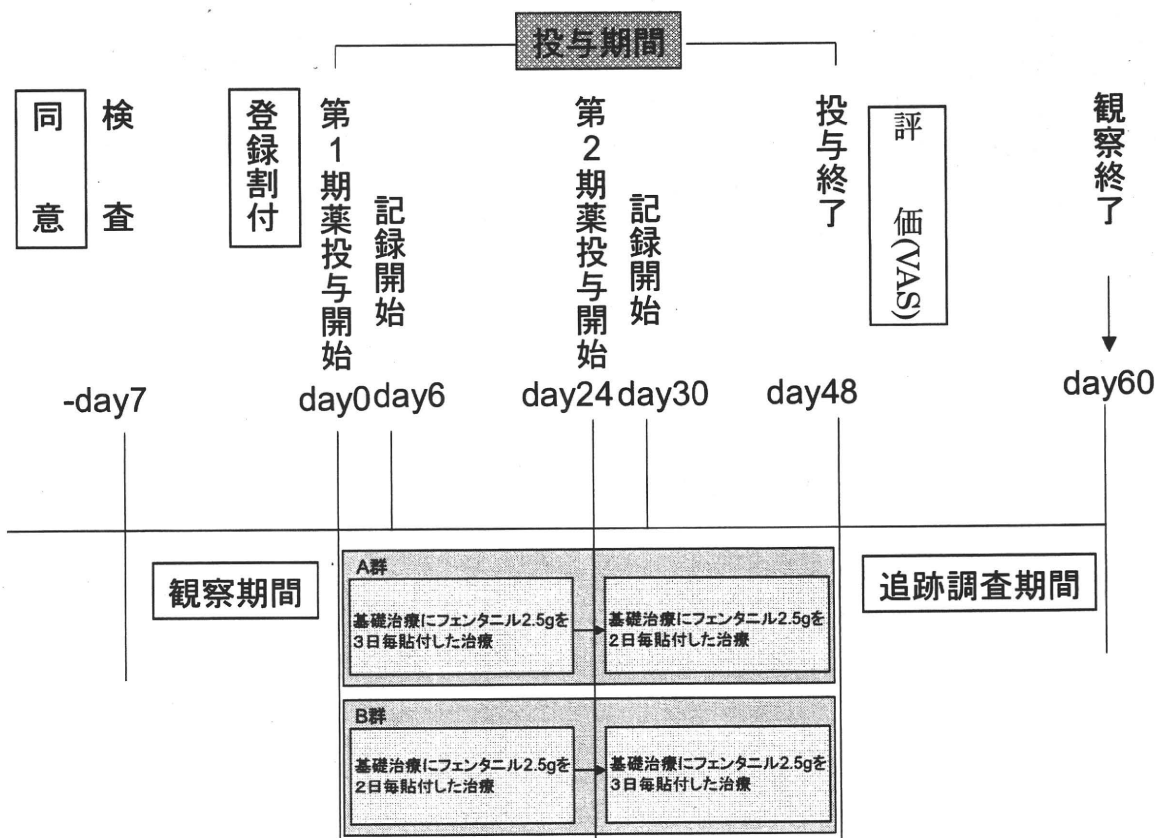 投与期間
同意
検査
登録割付
第1期薬投与開始
記録開始
第2期薬投与開始
記録開始
投与終了
評価(VAS)
観察終了
-day7
day0
day6
day24
day30
day48
day60
観察期間
A群
基礎治療にフェンタニル2.5gを
3日毎貼付した治療
基礎治療にフェンタニル2.5gを
2日毎貼付した治療
追跡調査期間
B群
基礎治療にフェンタニル2.5gを
2日毎貼付した治療
基礎治療にフェンタニル2.5gを
3日毎貼付した治療